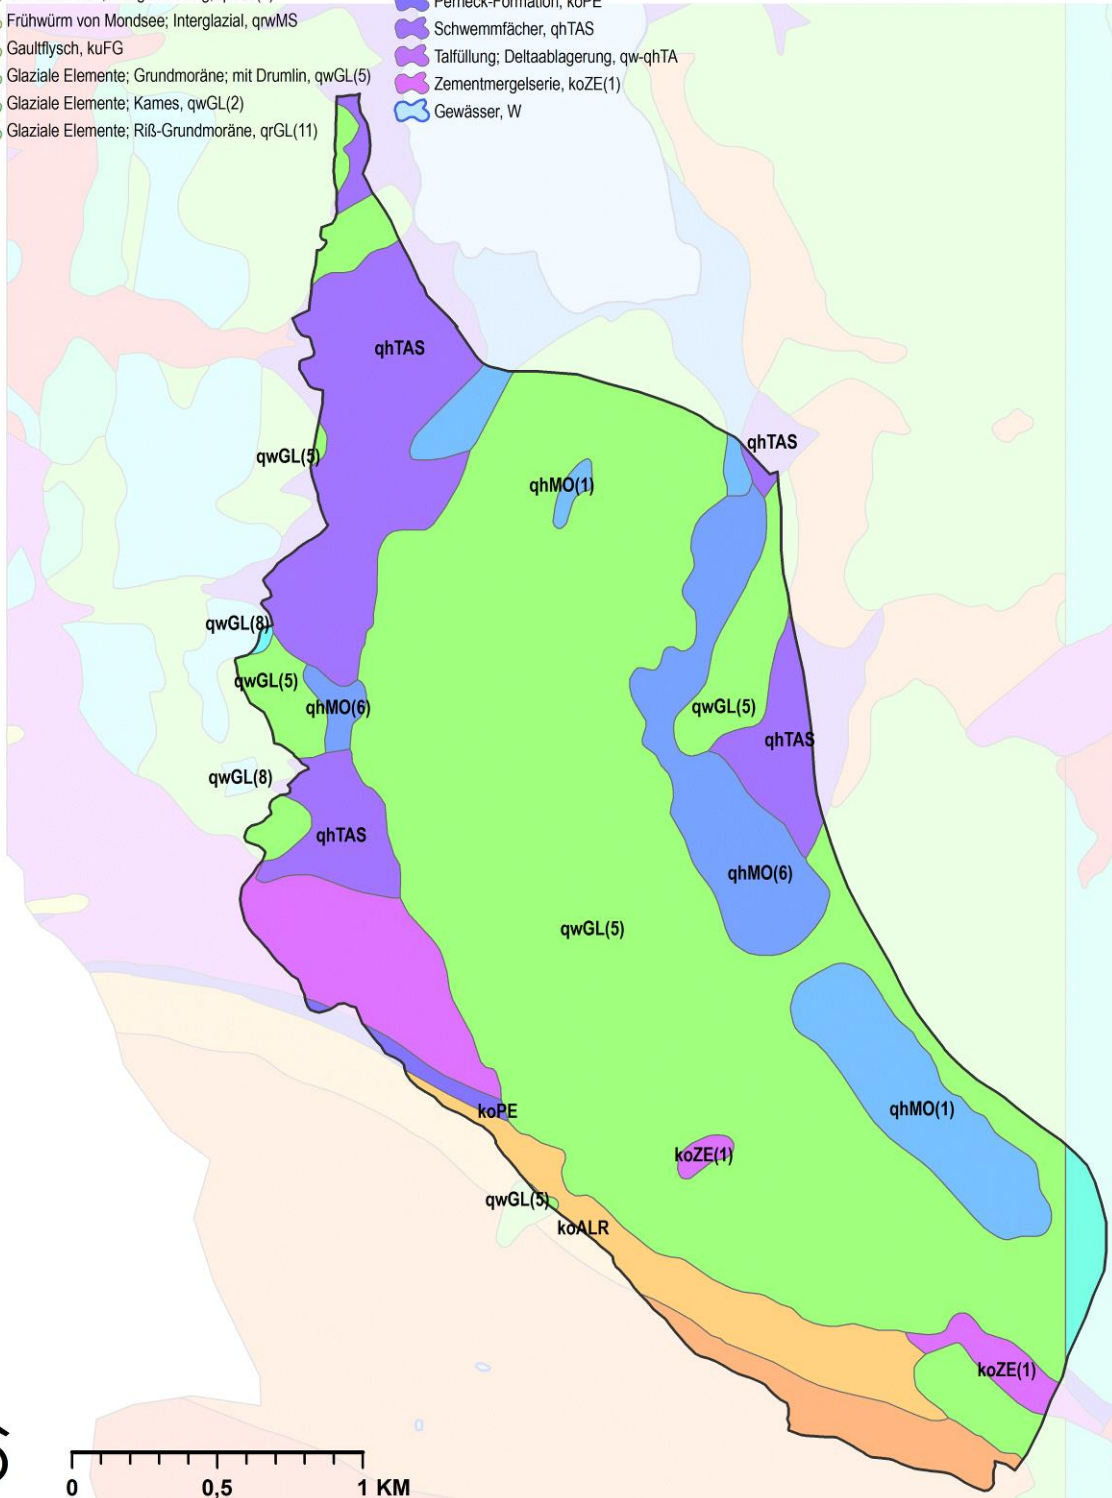 Frühwürm von Mondsee; Interglazial, qrwMS
Gaultflysch, kuFG
Glaziale Elemente; Grundmoräne; mit Drumlin, qwGL(5)
Glaziale Elemente; Kames, qwGL(2)
Glaziale Elemente; Riß-Grundmoräne, qrGL(11)
Perneck-Formation, koPE
Schwemmfächer, qhTAS
Talfüllung; Deltaablagerung, qw-qhTA
Zementmergelserie, koZE(1)
Gewässer, W
qhTAS
qhTAS
qwGL(5)
qhMO(1)
qwGL(8)
qwGL(5)
qhMO(6)
qwGL(5)
qhTAS
qwGL(8)
qhTAS
qhMO(6)
qwGL(5)
koPE
qhMO(1)
koZE(1)
qwGL(5)
koALR
koZE(1)
0 0,5 1 KM